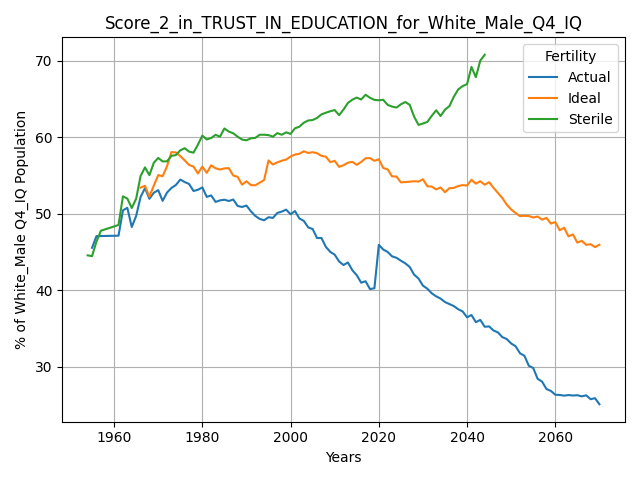 Score_2_in_TRUST_IN_EDUCATION_for_White_Male_Q4_IQ
% of White_Male Q4_IQ Population
70
60
50
40
30
Fertility
Actual
Ideal
Sterile
1960 1980 2000 2020 2040 2060
Years